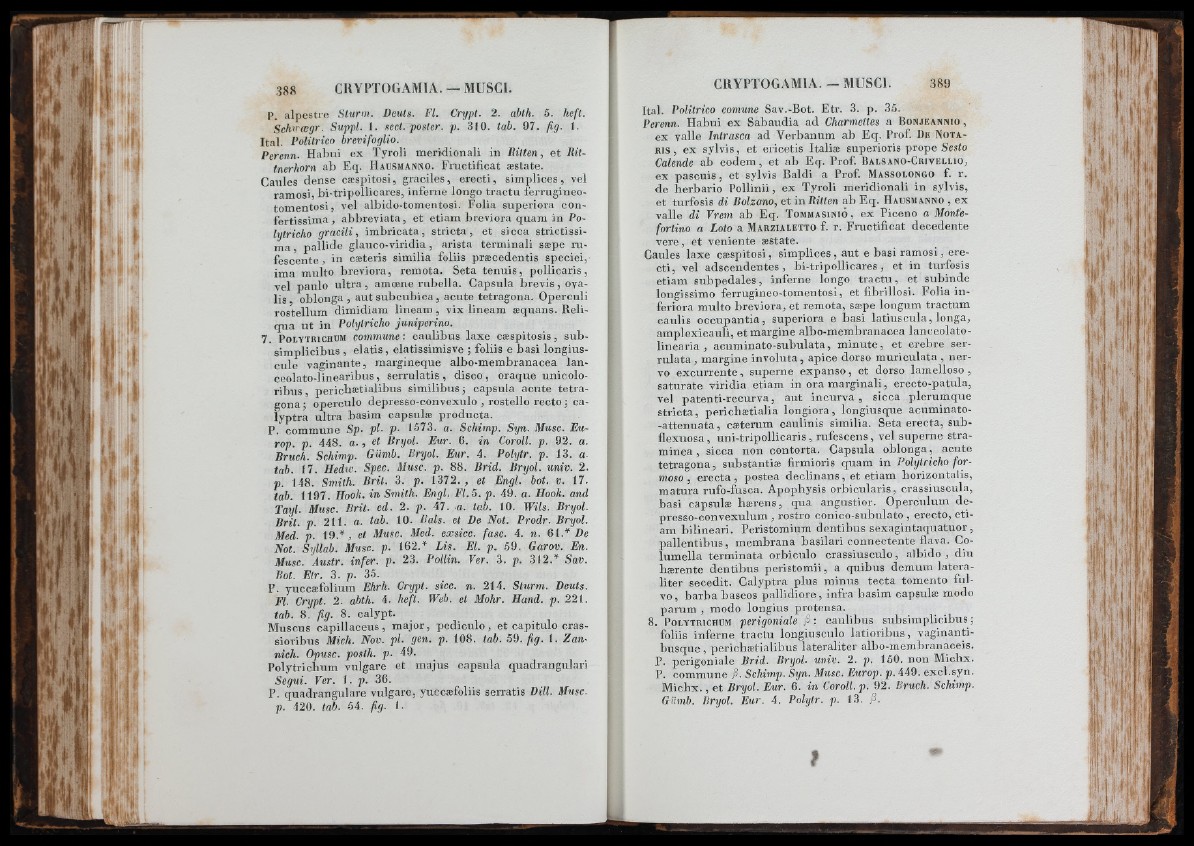 388 CRYPTOGAMIA. — MUSCI.
P. alpestre Sturm. Deuts. Fl. Crypt. 2. abth. 5. heft.
Schwægr. Suppl. 1. sect. poster. p. 310. tab. 97. fig. 1.
Ital. Politrico brevifoglio.
Perenn. Habui ex Tyroli meridionali in Ritten, et Rit-
tnerhorn ab Eq. HAUSMANNO. Fructificat æstate.
Caules dense cæspitosi, graciles, erecti, simplices, vel
ramosi, bi-tripollicares, inferne longo tractu ferrugineo-
tomentosi, vel albido-tomentosi. Folia superiora con-
fertissima, abbreviata, et etiam breviora quam in Po-
lytricho gracili, imbricata, stricta, et sicca strictissi-
ma, pallide glauco-viridia, arista terminali sæpe ru-
fescente, in cæteris similia foliis præcedentis speciei,
ima multo breviora, remota. Seta tenuis, pollicaris,
vel paulo ultra, amœne rubella. Capsula brevis, ova-
lis, oblonga, aut subcubica, acute tetragona. Operculi
rostellum dimidiam lineam, vix lineam æquans. Reli-
qua ut in Polytricho juniperino.
7. POLYTRICHUM commune: caulibus laxe cæspitosis, sub-
simplicibus, elatis, elatissimisve; foliis e basi longius-
cule vaginante, margineque albo-membranacea lan-
ceolato-linearibus, serrulatis, disco, oraque unicolo-
ribus, perichætialibus similibus; capsula acute tetra-
gona; operculo depresso-convexulo, rostello recto; ca-
lyptra ultra basim capsulæ producta.
P. commune Sp. pl. p. 1573. a. Schimp. Syn. Musc. Eu-
rop. p. 448. a., et Bryol. Eur. 6. in Coroll. p. 92. a.
Bruch. Schimp. Gümb. Bryol. Eur. 4. Polytr. p. 13. a.
tab. 17. Hedw. Spec. Musc. p. 88. Brid. Bryol. univ. 2.
p. 148. Smith. Brit. 3. p. 1372., et Engl. bot. v. 17.
tab. 1197. Hook. in Smith. Engl. Fl. 5. p. 49. a. Hook. and
Tayl. Musc. Brit. ed. 2. p. 47. a. tab. 10. Wils. Bryol.
Brit. p. 211. a. tab. 10. Bals. et De Not. Prodr. Bryol.
Med. p. 19.*, et Musc. Med. exsicc. fasc. 4. n. 61.* De
Not. Syllab. Musc. p. 162.* Lis. El. p. 59. Garov. En.
Musc. Austr. infer. p. 23. Pollin. Ver. 3. p. 312.* Sav.
Bot. Etr. 3. p. 35.
P. yuccæfolium Ehrh. Crypt. sicc. n. 214. Sturm. Deuts.
Fl. Crypt. 2. abth. 4. heft. Web. et Mohr. Hand. p. 221.
tab. 8. fig. 8. calypt.
Muscus capillaceus, major, pediculo, et capitulo cras-
sioribus Mich. Nov. pl. gen. p. 108. tab. 59. fig. 1. Zan-
nich. Opusc. posth. p. 49.
Polytrichum vulgare et majus capsula quadrangulari
Segui. Ver. 1. p. 36.
P. quadrangulare vulgare, yuccæfoliis serratis Dill. Musc.
p. 420. tab. 54. fig. 1.
CRYPTOGAMIA. — MUSCI. 389
Ital. Politrico comune Sav.-Bot. Etr. 3. p. 35.
Perenn. Habui ex Sabaudia ad Charmettes a BONJEANNIO,
ex valle Intrasca ad Verbanum ab Eq. Prof. DE NOTA-
RIS, ex sylvis, et ericetis Italiæ superioris prope Sesto
Calende ab eodem, et ab Eq. Prof. BALSANO-CRIVELLIO,
ex pascuis, et sylvis Baldi a Prof. MASSOLONGO f. r.
de herbario Pollinii, ex Tyroli meridionali in sylvis,
et turfosis di Bolzano, et in Ritten ab Eq. HAUSMANNO, ex
valle di Vrem ab Eq. TOMMASINIO, ex Piceno a Monte-
fortino a Loto a MARZIALETTO f. r. Fructificat decedente
vere, et veniente æstate.
Caules laxe cæspitosi, simplices, aut e basi ramosi, ere-
cti, vel adscendentes, bi-tripollicares, et in turfosis
etiam subpedales, inferne longo tractu, et subinde
longissimo ferrugineo-tomentosi, et fibrillosi. Folia in-
feriora multo breviora, et remota, sæpe longum tractum
caulis occupantia, superiora e basi latiuscula, longa,
amplexicauli, et margine albo-membranacea lanceolato-
linearia, acuminato-subulata, minute, et crebre ser-
rulata, margine involuta, apice dorso muriculata, ner-
vo excurrente, superne expanso, et dorso lamelloso,
saturate viridia etiam in ora marginali, erecto-patula,
vel patenti-recurva, aut incurva, sicca plerumque
stricta, perichætialia longiora, longiusque acuminato-
-attenuata, cæterum caulinis similia. Seta erecta, sub-
flexuosa, uni-tripollicaris, rufescens, vel superne stra-
minea, sicca non contorta. Capsula oblonga, acute
tetragona, substantiæ firmioris quam in Polytricho for-
moso, erecta, postea declinans, et etiam horizontalis,
matura rufo-fusca. Apophysis orbicularis, crassiuscula,
basi capsulæ hærens, qua angustior. Operculum de-
presso-convexulum, rostro conico-subulato, erecto, eti-
am bilineari. Peristomium dentibus sexagintaquatuor,
pallentibus, membrana basilari connectente flava. Co-
lumella terminata orbiculo crassiusculo, albido, diu
hærente dentibus peristomii, a quibus demum latera-
liter secedit. Calyptra plus minus tecta tomento ful-
vo, barba baseos pallidiore, infra basim capsulæ modo
parum, modo longius protensa.
8. POLYTRICHUM perigoniale β: caulibus subsimplicibus;
foliis inferne tractu longiusculo latioribus, vaginanti-
busque, perichætialibus lateraliter albo-membranaceis.
P. perigoniale Brid. Bryol. univ. 2. p. 150. non Michx.
P. commune β. Schimp. Syn. Musc. Europ. p. 449. excl. syn.
Michx., et Bryol. Eur. 6. in Coroll. p. 92. Bruch. Schimp.
Gümb. Bryol. Eur. 4. Polytr. p. 13. β.